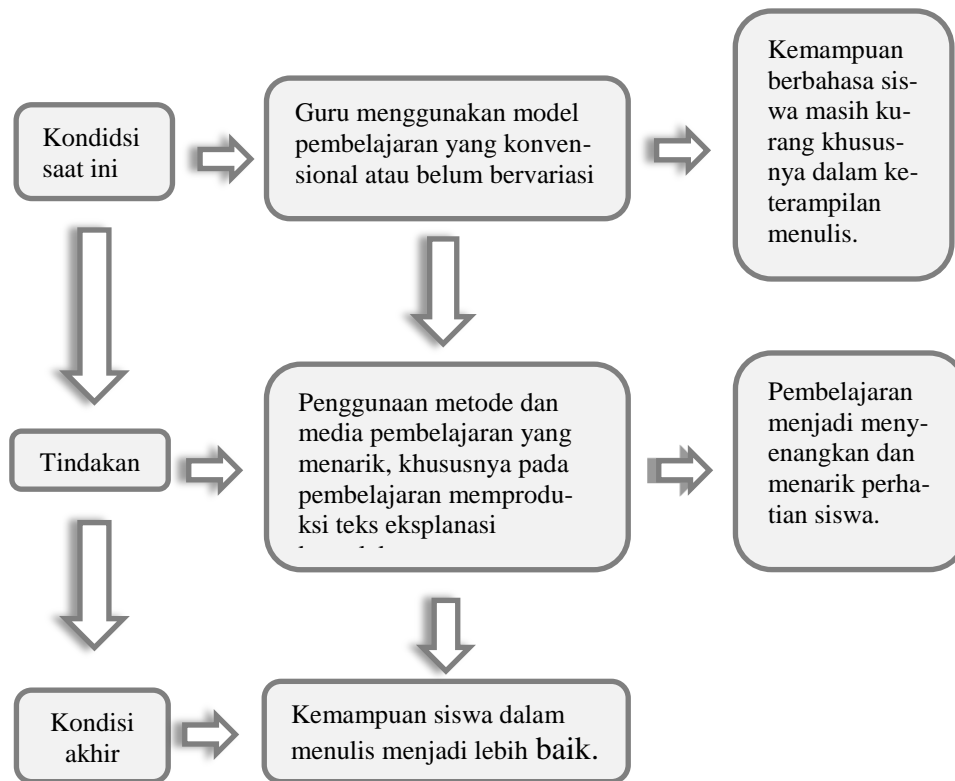 Kondidsi
saat ini
Guru menggunakan model
pembelajaran yang konven-
sional atau belum bervariasi
Kemampuan
berbahasa sis-
wa masih ku-
rang khusus-
nya dalam ke-
terampilan
menulis.
Tindakan
Penggunaan metode dan
media pembelajaran yang
menarik, khususnya pada
pembelajaran memprodu-
ksi teks eksplanasi
Pembelajaran
menjadi meny-
enangkan dan
menarik perha-
tian siswa.
Kondisi
akhir
Kemampuan siswa dalam
menulis menjadi lebih baik.